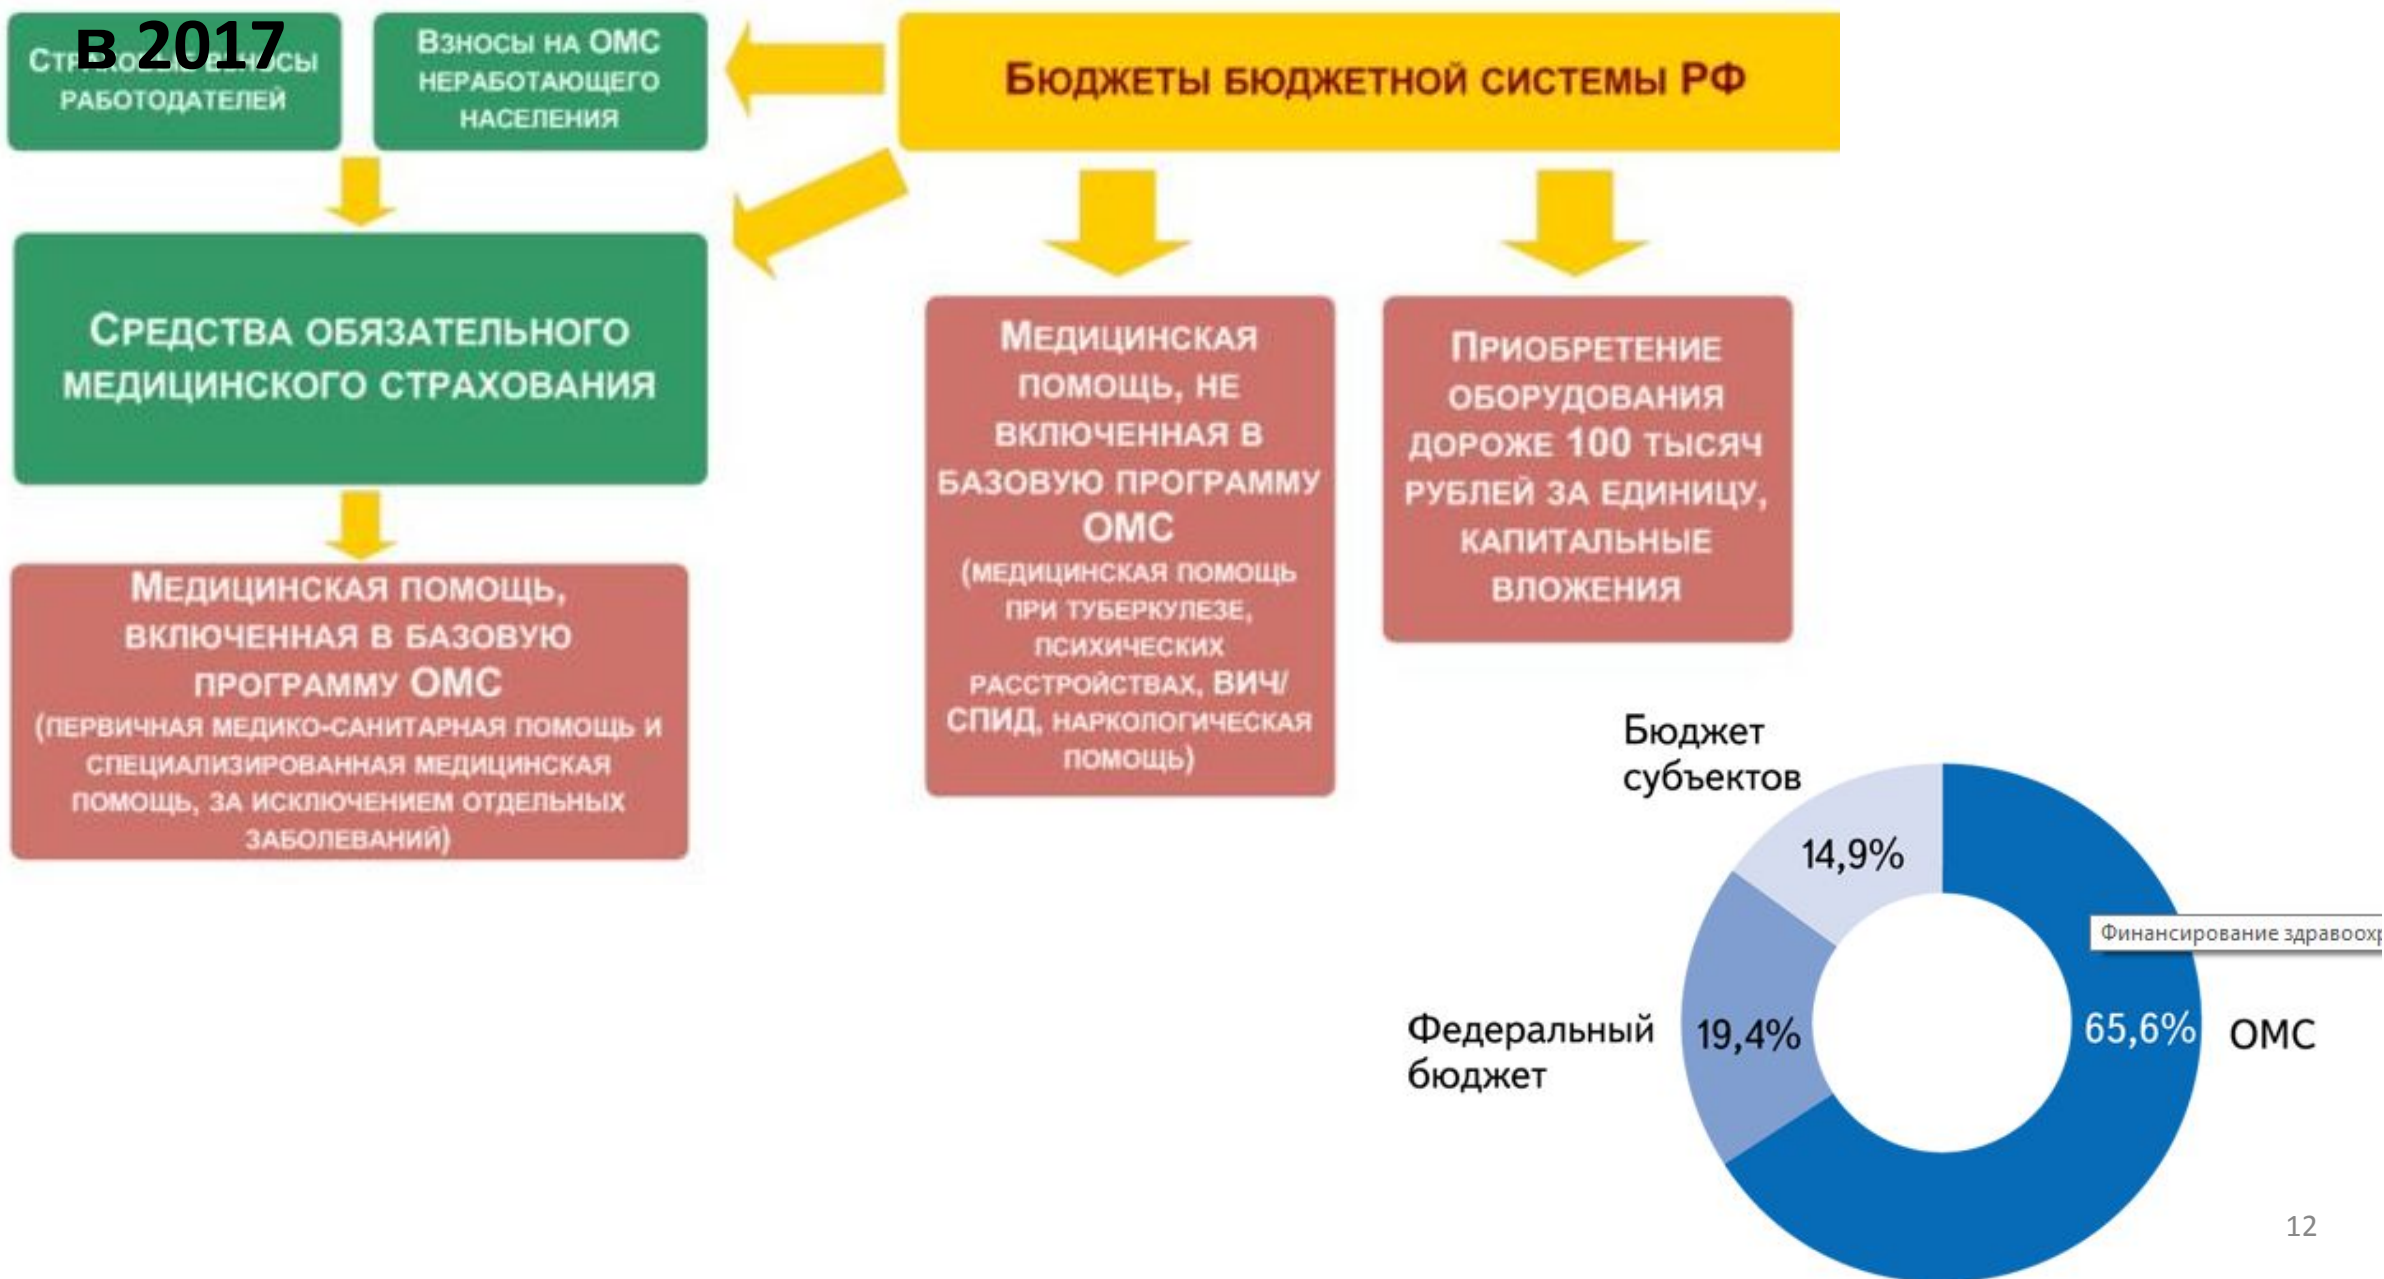 в 2017
Страховые взносы
работодателей
Взносы на ОМС
неработающего
населения
Бюджеты бюджетной системы РФ
Средства обязательного
медицинского страхования
Медицинская помощь,
включенная в базовую
программу ОМС
(первичная медико-санитарная помощь и
специализированная медицинская
помощь, за исключением отдельных
заболеваний)
Медицинская
помощь, не
включенная в
базовую программу
ОМС
(медицинская помощь
при туберкулезе,
психических
расстройствах, ВИЧ/
СПИД, наркологическая
помощь)
Приобретение
оборудования
дороже 100 тысяч
рублей за единицу,
капитальные
вложения
Бюджет
субъектов
14,9%
Финансирование здравоохр
Федеральный
бюджет
19,4%
65,6%
ОМС
12